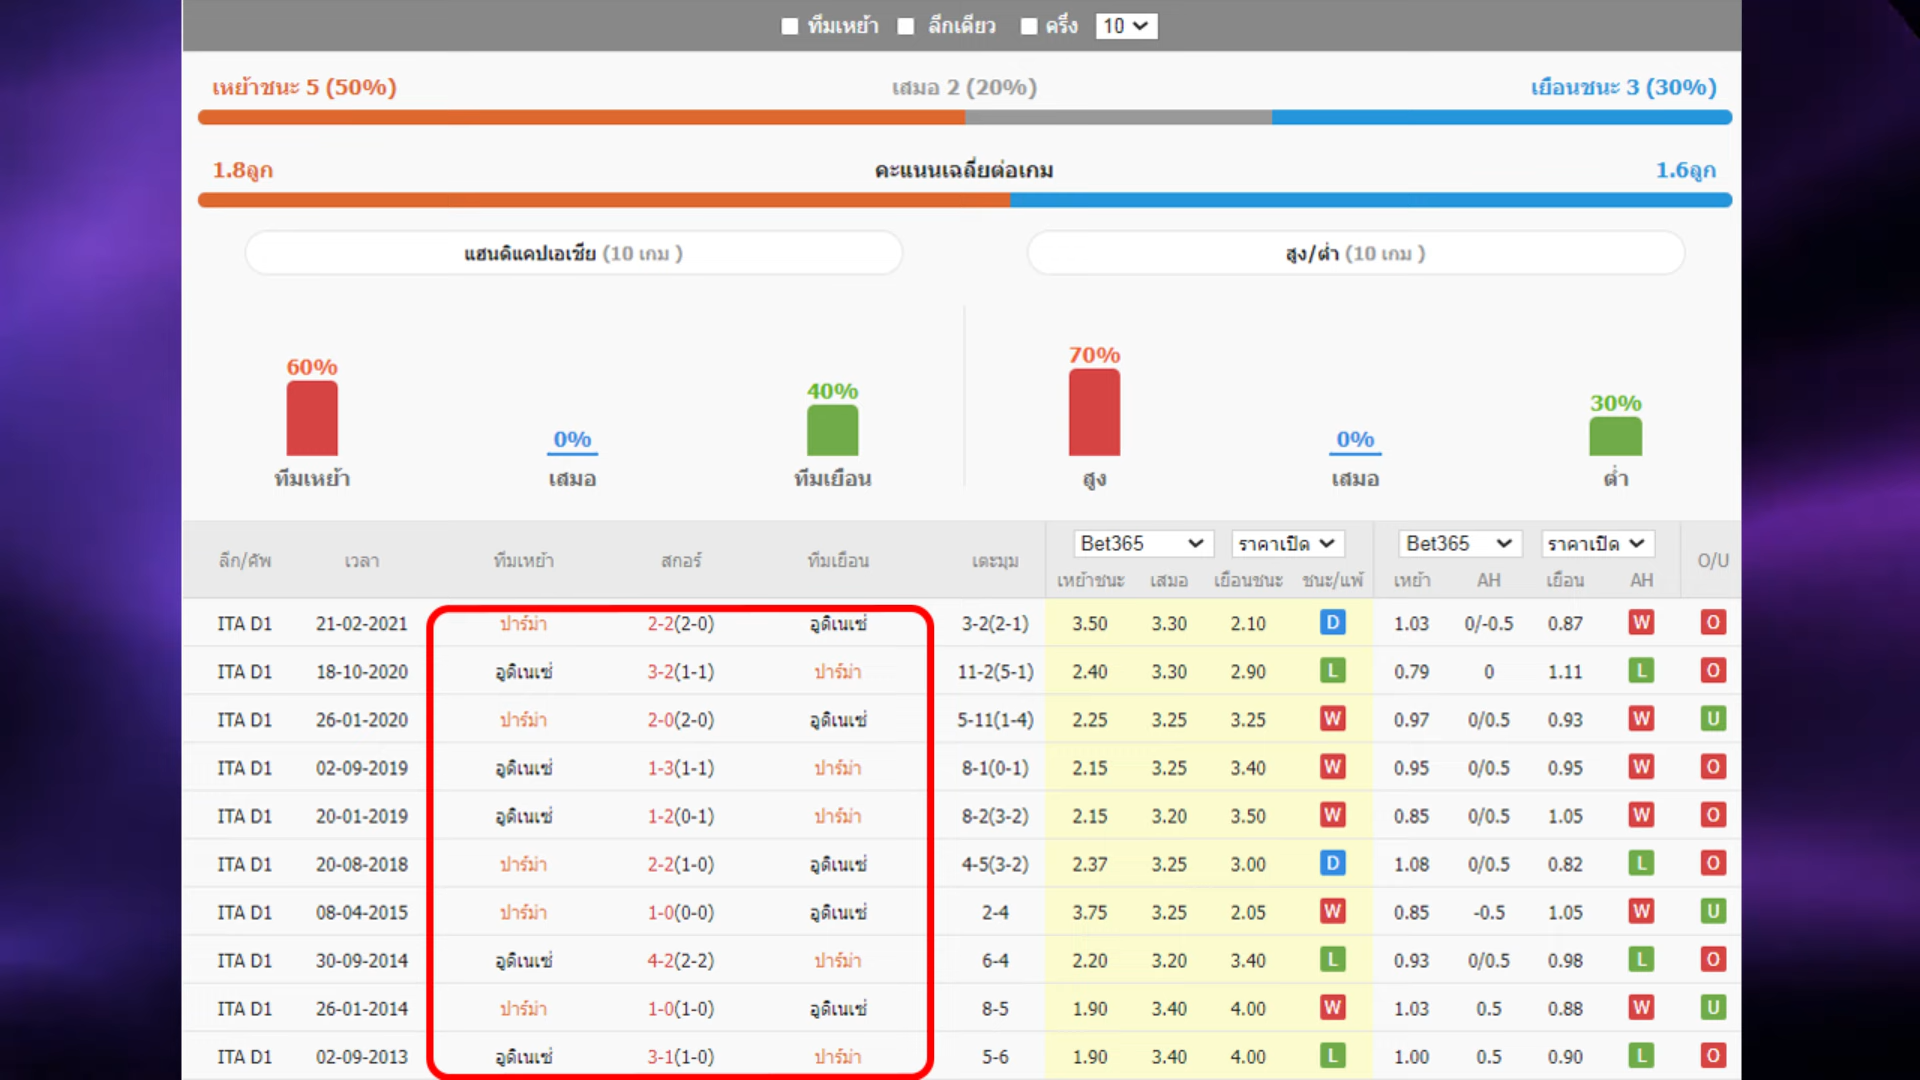 ทีมเหย้า ลีกเดียว ครึ่ง 10
เหย้าชนะ 5 (50%) เสมอ 2 (20%) เยือนชนะ 3 (30%)
1.8ลูก คะแนนเฉลี่ยต่อเกม 1.6ลูก
แฮนดิแคปเอเชีย (10 เกม ) สูง/ต่ำ (10 เกม )
60% 0% 40% 70% 0% 30%
ทีมเหย้า เสมอ ทีมเยือน สูง เสมอ ต่ำ
Bet365 ราคาเปิด Bet365 ราคาเปิด
ลีก/คัพ เวลา ทีมเหย้า สกอร์ ทีมเยือน เตะมุม O/U
เหย้าชนะ เสมอ เยือนชนะ ชนะ/แพ้ เหย้า AH เยือน AH
ITA D1 21-02-2021 ปาร์ม่า 2-2(2-0) อูดิเนเซ่ 3-2(2-1) 3.50 3.30 2.10 D 1.03 0/-0.5 0.87 W O
ITA D1 18-10-2020 อูดิเนเซ่ 3-2(1-1) ปาร์ม่า 11-2(5-1) 2.40 3.30 2.90 L 0.79 0 1.11 L O
ITA D1 26-01-2020 ปาร์ม่า 2-0(2-0) อูดิเนเซ่ 5-11(1-4) 2.25 3.25 3.25 W 0.97 0/0.5 0.93 W U
ITA D1 02-09-2019 อูดิเนเซ่ 1-3(1-1) ปาร์ม่า 8-1(0-1) 2.15 3.25 3.40 W 0.95 0/0.5 0.95 W O
ITA D1 20-01-2019 อูดิเนเซ่ 1-2(0-1) ปาร์ม่า 8-2(3-2) 2.15 3.20 3.50 W 0.85 0/0.5 1.05 W O
ITA D1 20-08-2018 ปาร์ม่า 2-2(1-0) อูดิเนเซ่ 4-5(3-2) 2.37 3.25 3.00 D 1.08 0/0.5 0.82 L O
ITA D1 08-04-2015 ปาร์ม่า 1-0(0-0) อูดิเนเซ่ 2-4 3.75 3.25 2.05 W 0.85 -0.5 1.05 W U
ITA D1 30-09-2014 อูดิเนเซ่ 4-2(2-2) ปาร์ม่า 6-4 2.20 3.20 3.40 L 0.93 0/0.5 0.98 L O
ITA D1 26-01-2014 ปาร์ม่า 1-0(1-0) อูดิเนเซ่ 8-5 1.90 3.40 4.00 W 1.03 0.5 0.88 W U
ITA D1 02-09-2013 อูดิเนเซ่ 3-1(1-0) ปาร์ม่า 5-6 1.90 3.40 4.00 L 1.00 0.5 0.90 L O